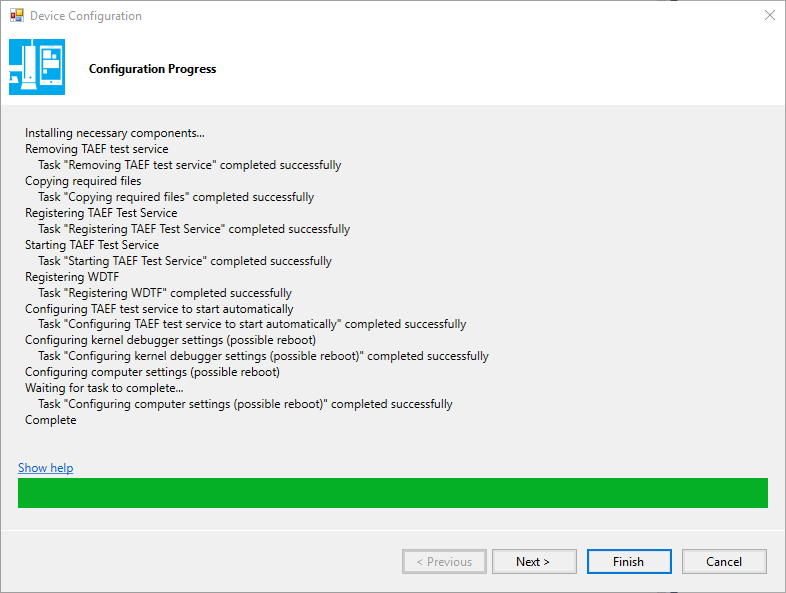 Device Configuration
Configuration Progress
Installing necessary components...
Removing TAEF test service
Task "Removing TAEF test service" completed successfully
Copying required files
Task "Copying required files" completed successfully
Registering TAEF Test Service
Task "Registering TAEF Test Service" completed successfully
Starting TAEF Test Service
Task "Starting TAEF Test Service" completed successfully
Registering WDTF
Task "Registering WDTF" completed successfully
Configuring TAEF test service to start automatically
Task "Configuring TAEF test service to start automatically" completed successfully
Configuring kernel debugger settings (possible reboot)
Task "Configuring kernel debugger settings (possible reboot)" completed successfully
Configuring computer settings (possible reboot)
Waiting for task to complete...
Task "Configuring computer settings (possible reboot)" completed successfully
Complete
Show help
< Previous Next > Finish Cancel